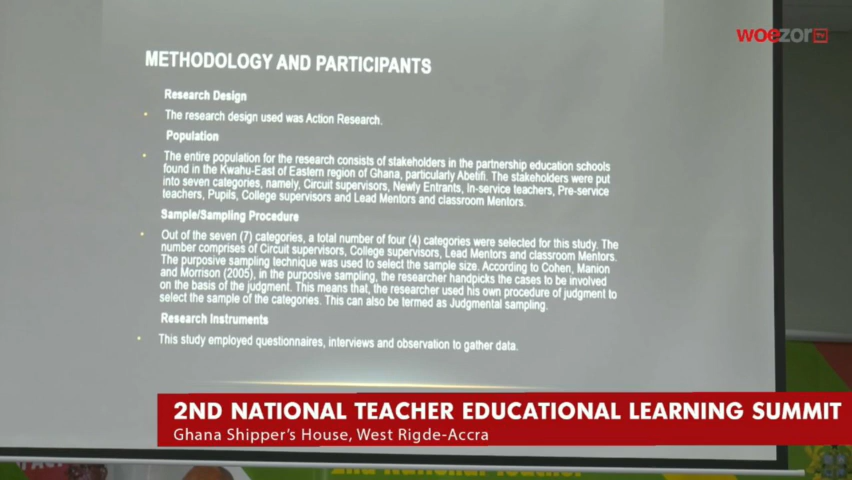 woezor TV
METHODOLOGY AND PARTICIPANTS
Research Design
• The research design used was Action Research.
Population
• The entire population for the research consists of stakeholders in the partnership education schools
found in the Kwahu-East of Eastern region of Ghana, particularly Abetifi. The stakeholders were put
into seven categories, namely, Circuit supervisors, Newly Entrants, In-service teachers, Pre-service
teachers, Pupils, College supervisors and Lead Mentors and classroom Mentors.
Sample/Sampling Procedure
• Out of the seven (7) categories, a total number of four (4) categories were selected for this study. The
number comprises of Circuit supervisors, College supervisors, Lead Mentors and classroom Mentors.
The purposive sampling technique was used to select the sample size. According to Cohen, Manion
and Morrison (2005), in the purposive sampling, the researcher handpicks the cases to be involved
on the basis of the judgment. This means that, the researcher used his own procedure of judgment to
select the sample of the categories. This can also be termed as Judgmental sampling.
Research Instruments
• This study employed questionnaires, interviews and observation to gather data.
2ND NATIONAL TEACHER EDUCATIONAL LEARNING SUMMIT
Ghana Shipper's House, West Rigde-Accra
2nd National Teacher